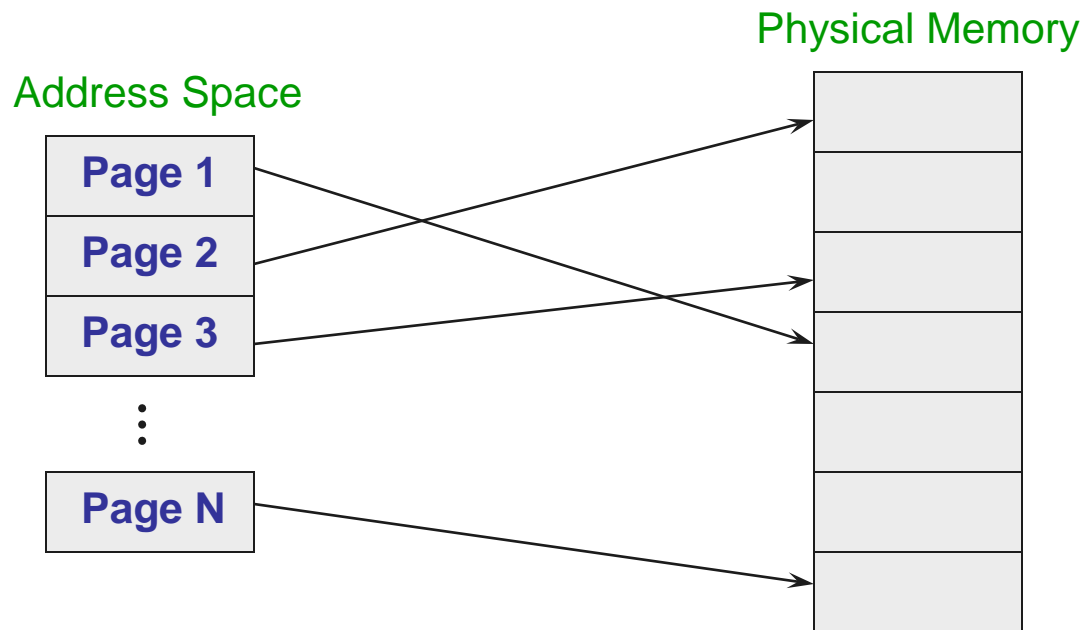 Physical Memory
Address Space
Page 1
Page 2
Page 3
⋮
Page N